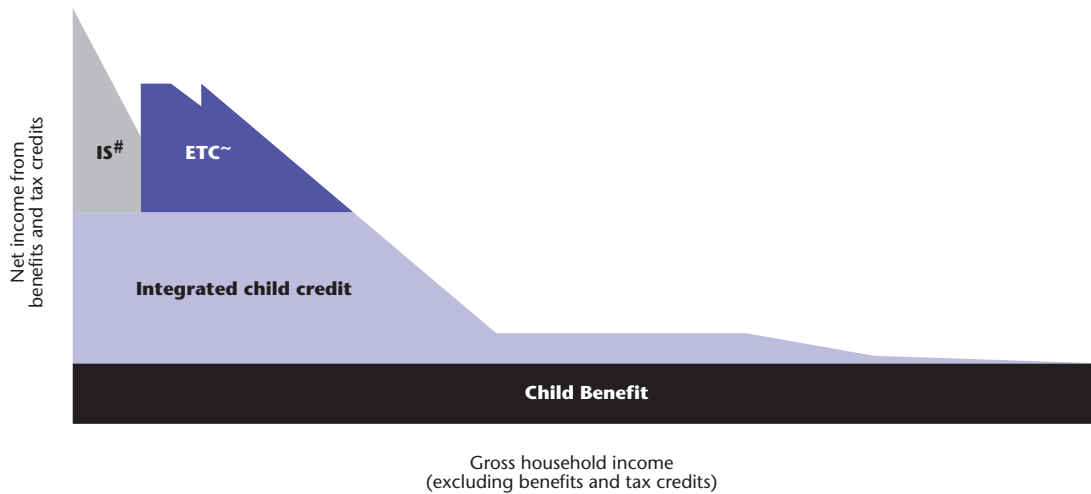 Net income from
benefits and tax credits
IS#
ETC~
Integrated child credit
Child Benefit
Gross household income
(excluding benefits and tax credits)